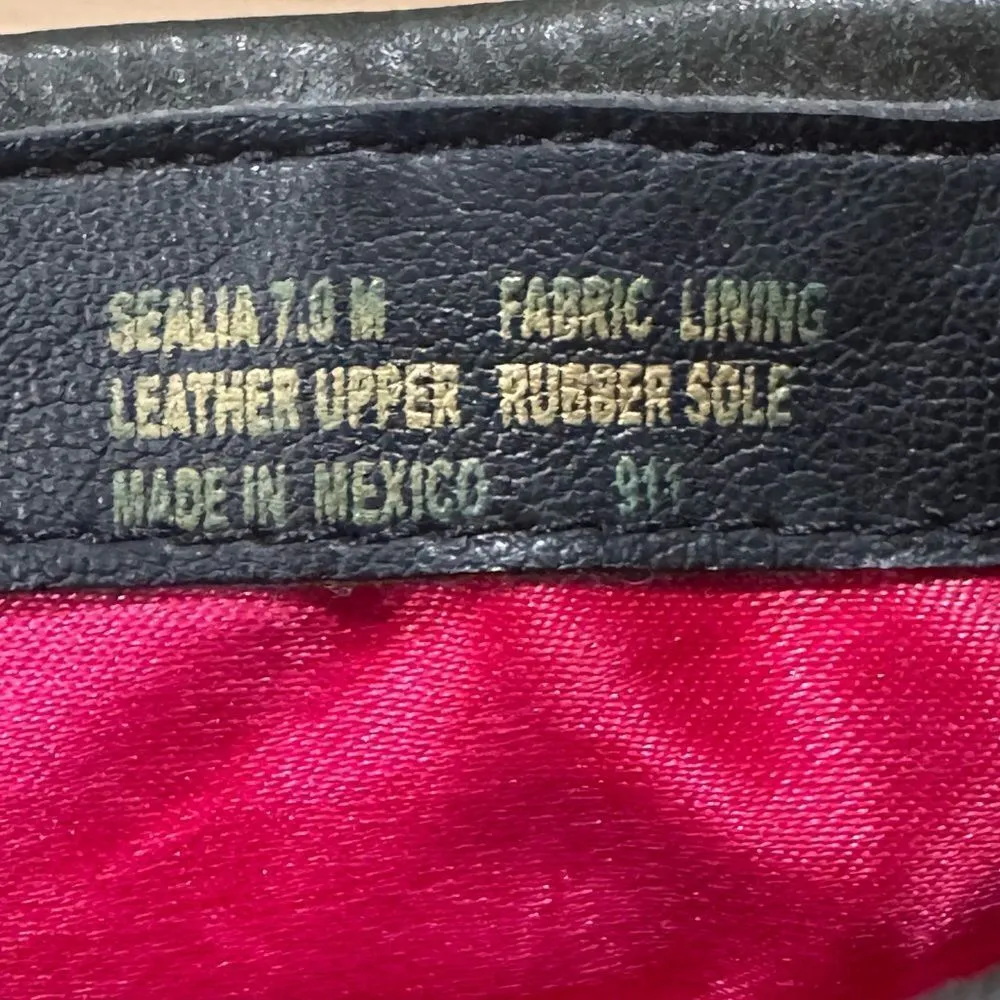 SEALIA 7.0 M FABRIC LINING
LEATHER UPPER RUBBER SOLE
MADE IN MEXICO 911